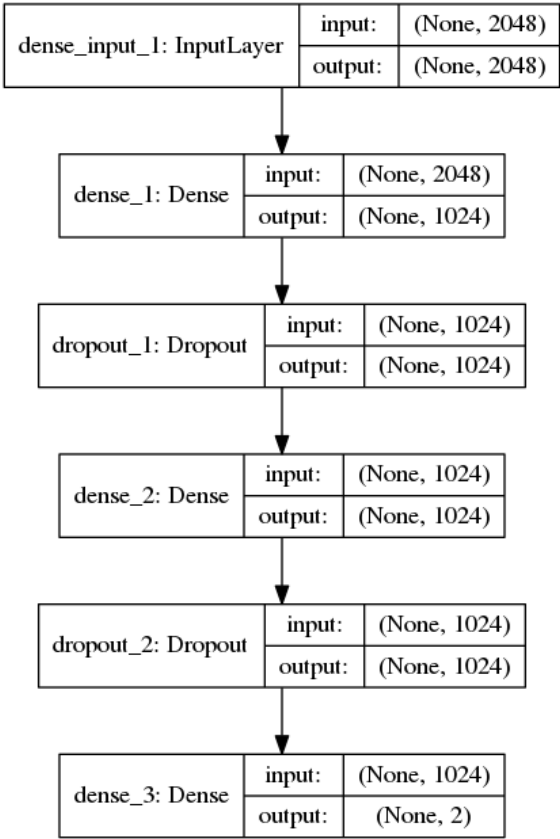 dense_input_1: InputLayer
input: (None, 2048)
output: (None, 2048)
dense_1: Dense
input: (None, 2048)
output: (None, 1024)
dropout_1: Dropout
input: (None, 1024)
output: (None, 1024)
dense_2: Dense
input: (None, 1024)
output: (None, 1024)
dropout_2: Dropout
input: (None, 1024)
output: (None, 1024)
dense_3: Dense
input: (None, 1024)
output: (None, 2)